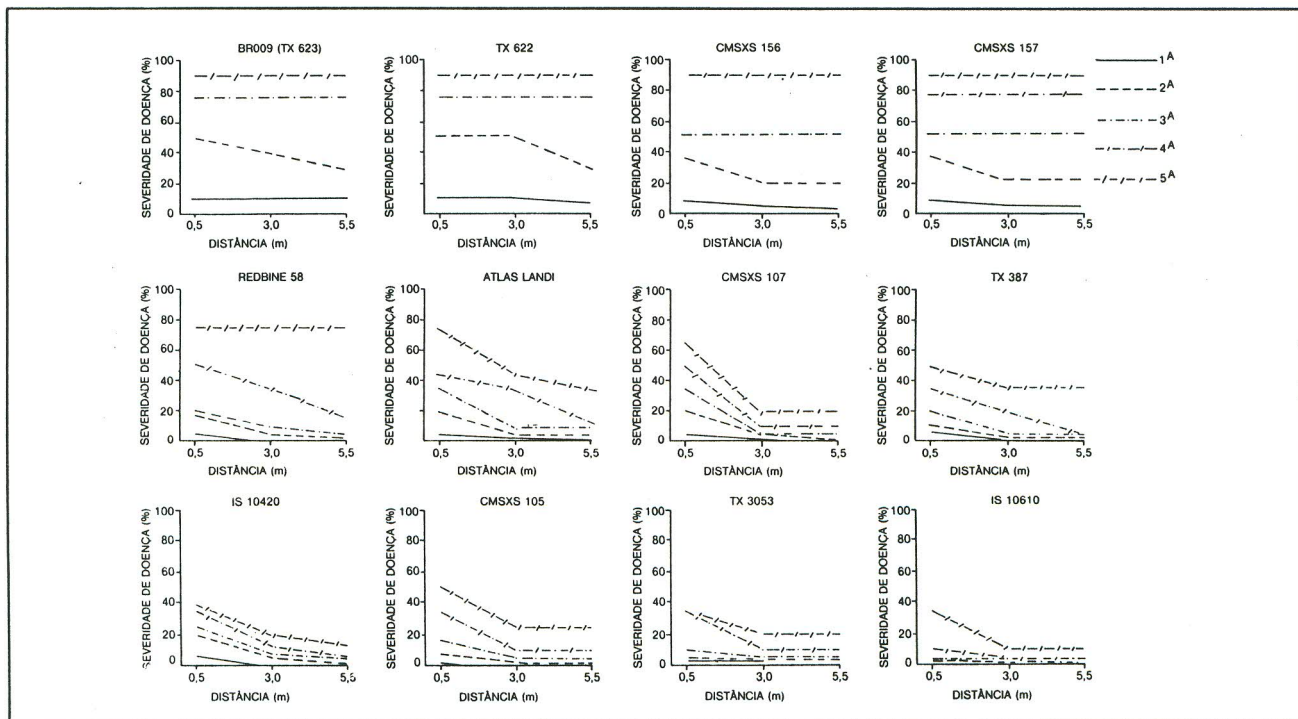 BR009 (TX 623)
SEVERIDADE DE DOENÇA (%)
100
80
60
40
20
0
0,5
3,0
5,5
DISTÂNCIA (m)
TX 622
SEVERIDADE DE DOENÇA (%)
100
0
0,5
3,0
5,5
DISTÂNCIA (m)
CMSXS 156
SEVERIDADE DE DOENÇA (%)
100
80
60
40
20
0
0,5
3,0
5,5
DISTÂNCIA (m)
CMSXS 157
SEVERIDADE DE DOENÇA (%)
100
80
60
40
20
0
0,5
3,0
5,5
DISTÂNCIA (m)
1A
2A
3A
4A
5A
REDBINE 58
SEVERIDADE DE DOENÇA (%)
100
80
60
40
20
0
0,5
3,0
5,5
DISTÂNCIA (m)
ATLAS LANDI
SEVERIDADE DE DOENÇA (%)
100
80
60
40
0
0,5
3,0
5,5
DISTÂNCIA (m)
CMSXS 107
SEVERIDADE DE DOENÇA (%)
100
80
60
40
20
0
0,5
3,0
5,5
DISTÂNCIA (m)
TX 387
SEVERIDADE DE DOENÇA (%)
100
80
60
40
20
0
0,5
3,0
5,5
DISTÂNCIA (m)
IS 10420
SEVERIDADE DE DOENÇA (%)
100
80
60
40
20
0
0,5
3,0
5,5
DISTÂNCIA (m)
CMSXS 105
SEVERIDADE DE DOENÇA (%)
100
80
60
40
20
0
0,5
3,0
5,5
DISTÂNCIA (m)
TX 3053
SEVERIDADE DE DOENÇA (%)
100
80
60
40
20
0
0,5
3,0
5,5
DISTÂNCIA (m)
IS 10610
SEVERIDADE DE DOENÇA (%)
100
80
60
40
20
0
0,5
3,0
5,5
DISTÂNCIA (m)